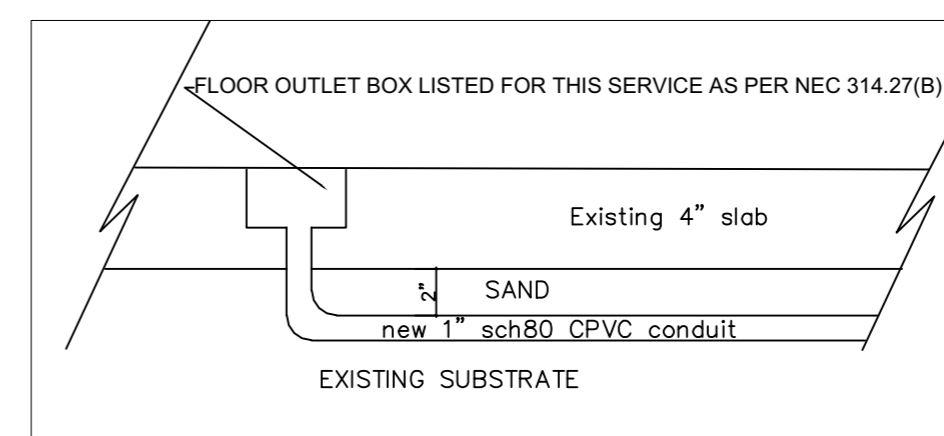 FLOOR OUTLET BOX LISTED FOR THIS SERVICE AS PER NEC 314.27(B)
Existing 4" slab
2" SAND
new 1" sch80 CPVC conduit
EXISTING SUBSTRATE